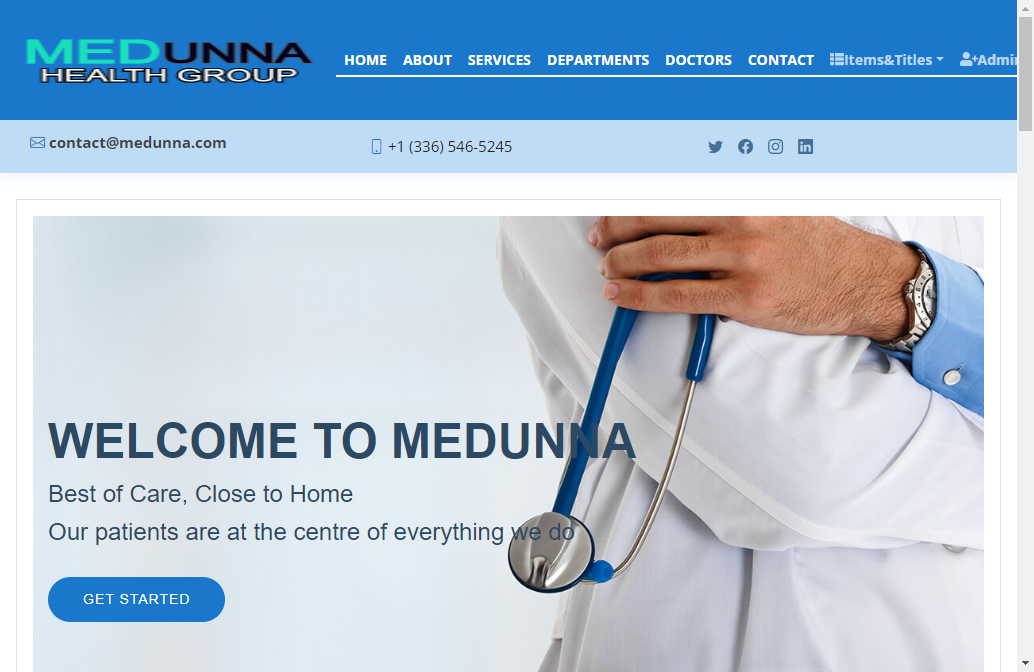 MEDUNNA
HEALTH GROUP
HOME ABOUT SERVICES DEPARTMENTS DOCTORS CONTACT Items&Titles
contact@medunna.com
+1 (336) 546-5245
WELCOME TO MEDUNNA
Best of Care, Close to Home
Our patients are at the centre of everything we do
GET STARTED